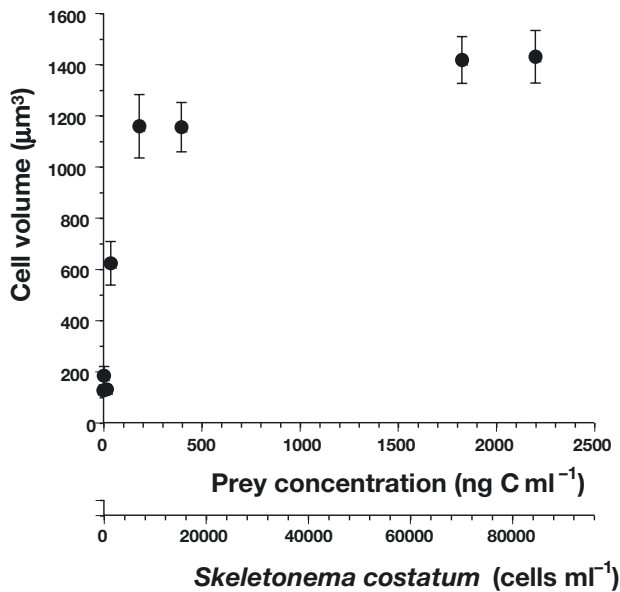 1600
1400
1200
1000
800
600
400
200
0
Cell volume (µm³)
0 500 1000 1500 2000 2500
Prey concentration (ng C ml⁻¹)
0 20000 40000 60000 80000
Skeletonema costatum (cells ml⁻¹)